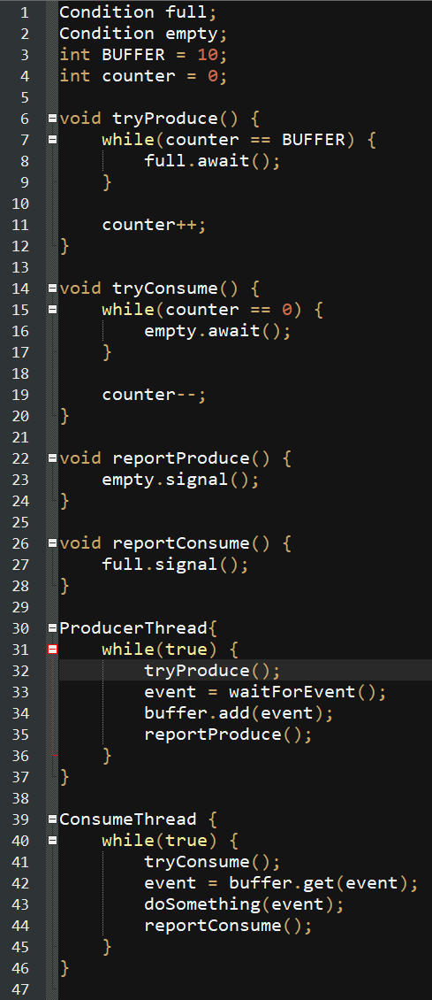 1 Condition full;
2 Condition empty;
3 int BUFFER = 10;
4 int counter = 0;
5
6 void tryProduce() {
7     while(counter == BUFFER) {
8         full.await();
9     }
10
11     counter++;
12 }
13
14 void tryConsume() {
15     while(counter == 0) {
16         empty.await();
17     }
18
19     counter--;
20 }
21
22 void reportProduce() {
23     empty.signal();
24 }
25
26 void reportConsume() {
27     full.signal();
28 }
29
30 ProducerThread{
31     while(true) {
32         tryProduce();
33         event = waitForEvent();
34         buffer.add(event);
35         reportProduce();
36     }
37 }
38
39 ConsumeThread {
40     while(true) {
41         tryConsume();
42         event = buffer.get(event);
43         doSomething(event);
44         reportConsume();
45     }
46 }
47